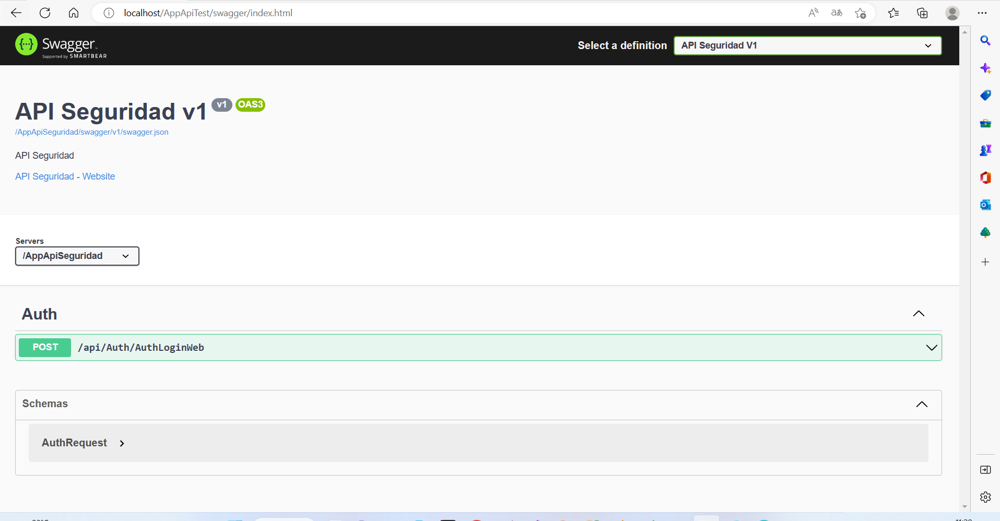 localhost/AppApiTest/swagger/index.html
Swagger
Supported by SMARTBEAR
Select a definition
API Seguridad V1
API Seguridad v1
v1
OAS3
/AppApiSeguridad/swagger/v1/swagger.json
API Seguridad
API Seguridad - Website
Servers
/AppApiSeguridad
Auth
POST /api/Auth/AuthLoginWeb
Schemas
AuthRequest